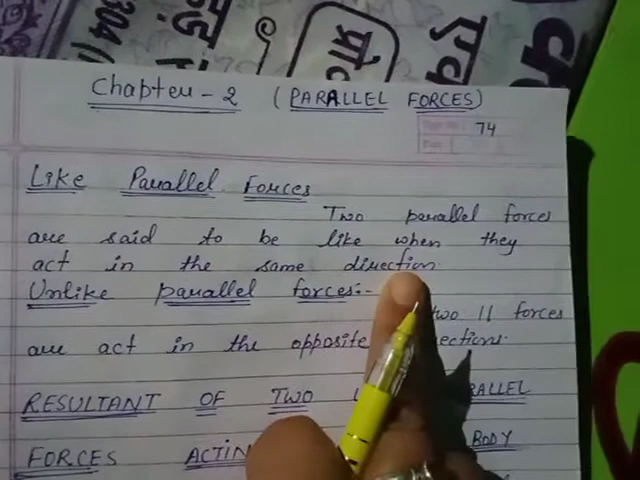 304
प्रो
एवं
Chapter-2 (PARALLEL FORCES)
74
Like Parallel Forces
Two parallel forces
are said to be like when they
act in the same direction.
Unlike parallel forces:-
two || forces
are act in the opposite
RESULTANT OF TWO
FORCES
BODY